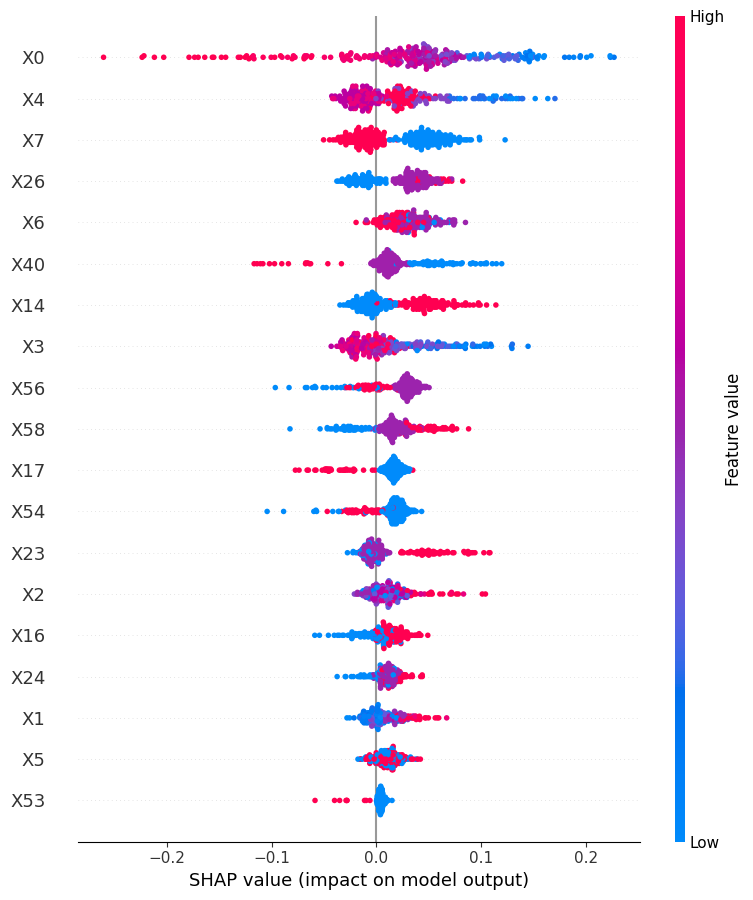 High
X0
X4
X7
X26
X6
X40
X14
X3
X56
X58
X17
X54
X23
X2
X16
X24
X1
X5
X53
Feature value
Low
−0.2 −0.1 0.0 0.1 0.2
SHAP value (impact on model output)